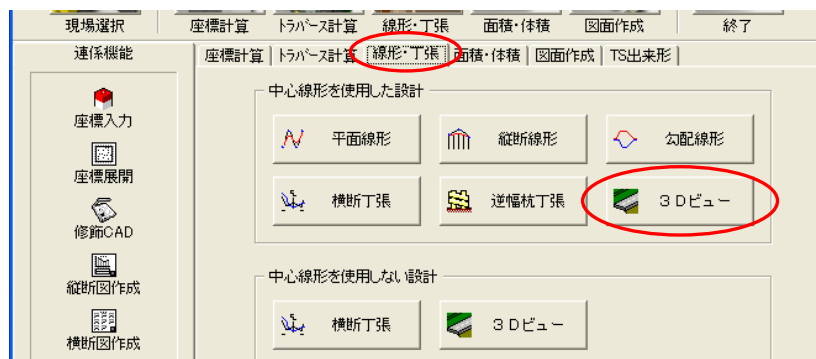 現場選択 座標計算 トラバース計算 線形・丁張 面積・体積 図面作成 終了
連係機能 座標計算 トラバース計算 線形・丁張 面積・体積 図面作成 TS出来形
中心線形を使用した設計
座標入力
平面線形 縦断線形 勾配線形
座標展開
横断丁張 逆幅杭丁張 3Dビュー
修飾CAD
中心線形を使用しない設計
縦断図作成
横断丁張 3Dビュー
横断図作成